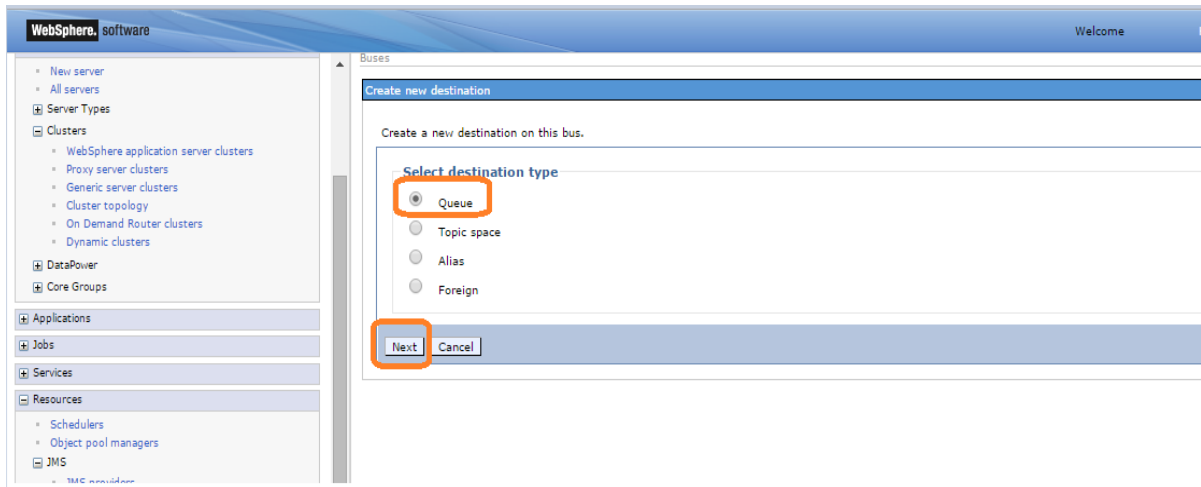 WebSphere. software
Welcome
New server
All servers
Server Types
Clusters
WebSphere application server clusters
Proxy server clusters
Generic server clusters
Cluster topology
On Demand Router clusters
Dynamic clusters
DataPower
Core Groups
Applications
Jobs
Services
Resources
Schedulers
Object pool managers
JMS
JMS providers
Buses
Create new destination
Create a new destination on this bus.
Select destination type
Queue
Topic space
Alias
Foreign
Next Cancel